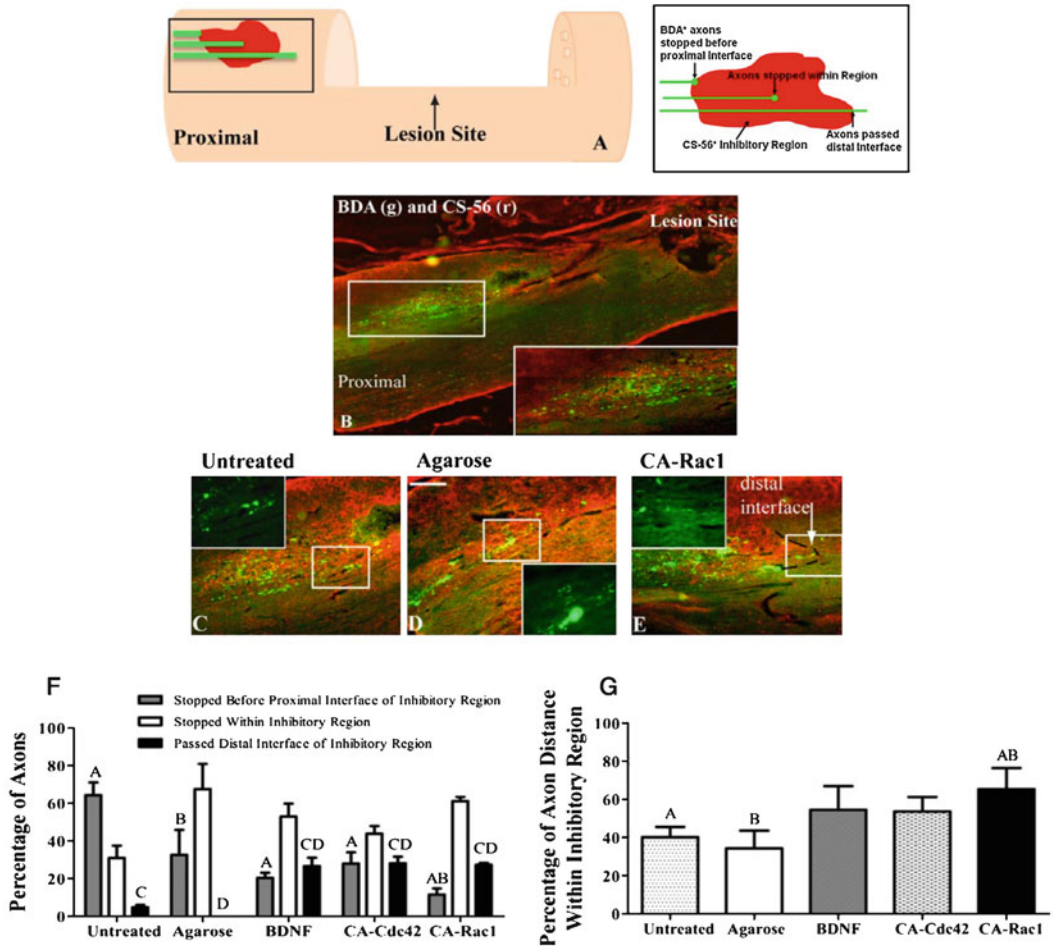 Proximal
Lesion Site
A
BDA⁺ axons
stopped before
proximal Interface
Axons stopped within Region
Axons passed
distal Interface
CS-56⁺ Inhibitory Region
BDA (g) and CS-56 (r)
Lesion Site
Proximal
B
Untreated
Agarose
CA-Rac1
distal
interface
C
D
E
F
Stopped Before Proximal Interface of Inhibitory Region
Stopped Within Inhibitory Region
Passed Distal Interface of Inhibitory Region
Percentage of Axons
100
80
60
40
20
0
A
C
B
D
A
CD
A
CD
AB
CD
Untreated
Agarose
BDNF
CA-Cdc42
CA-Rac1
G
Percentage of Axon Distance
Within Inhibitory Region
100
80
60
40
20
0
A
B
AB
Untreated
Agarose
BDNF
CA-Cdc42
CA-Rac1